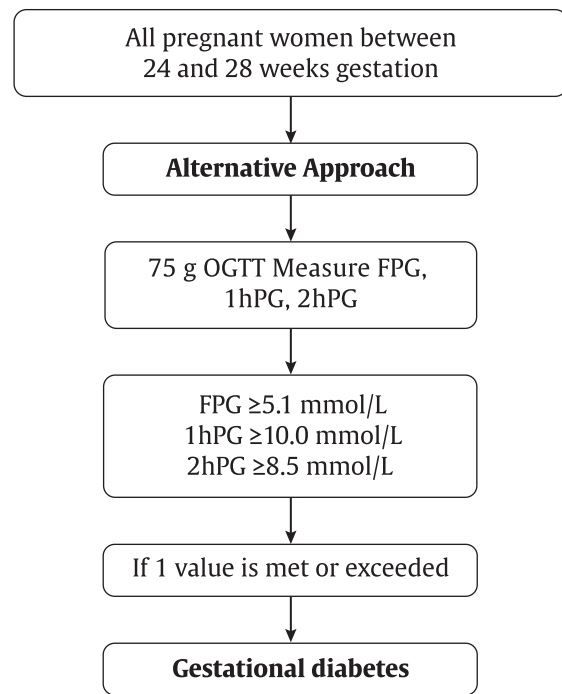 All pregnant women between
24 and 28 weeks gestation
Alternative Approach
75 g OGTT Measure FPG,
1hPG, 2hPG
FPG ≥5.1 mmol/L
1hPG ≥10.0 mmol/L
2hPG ≥8.5 mmol/L
If 1 value is met or exceeded
Gestational diabetes